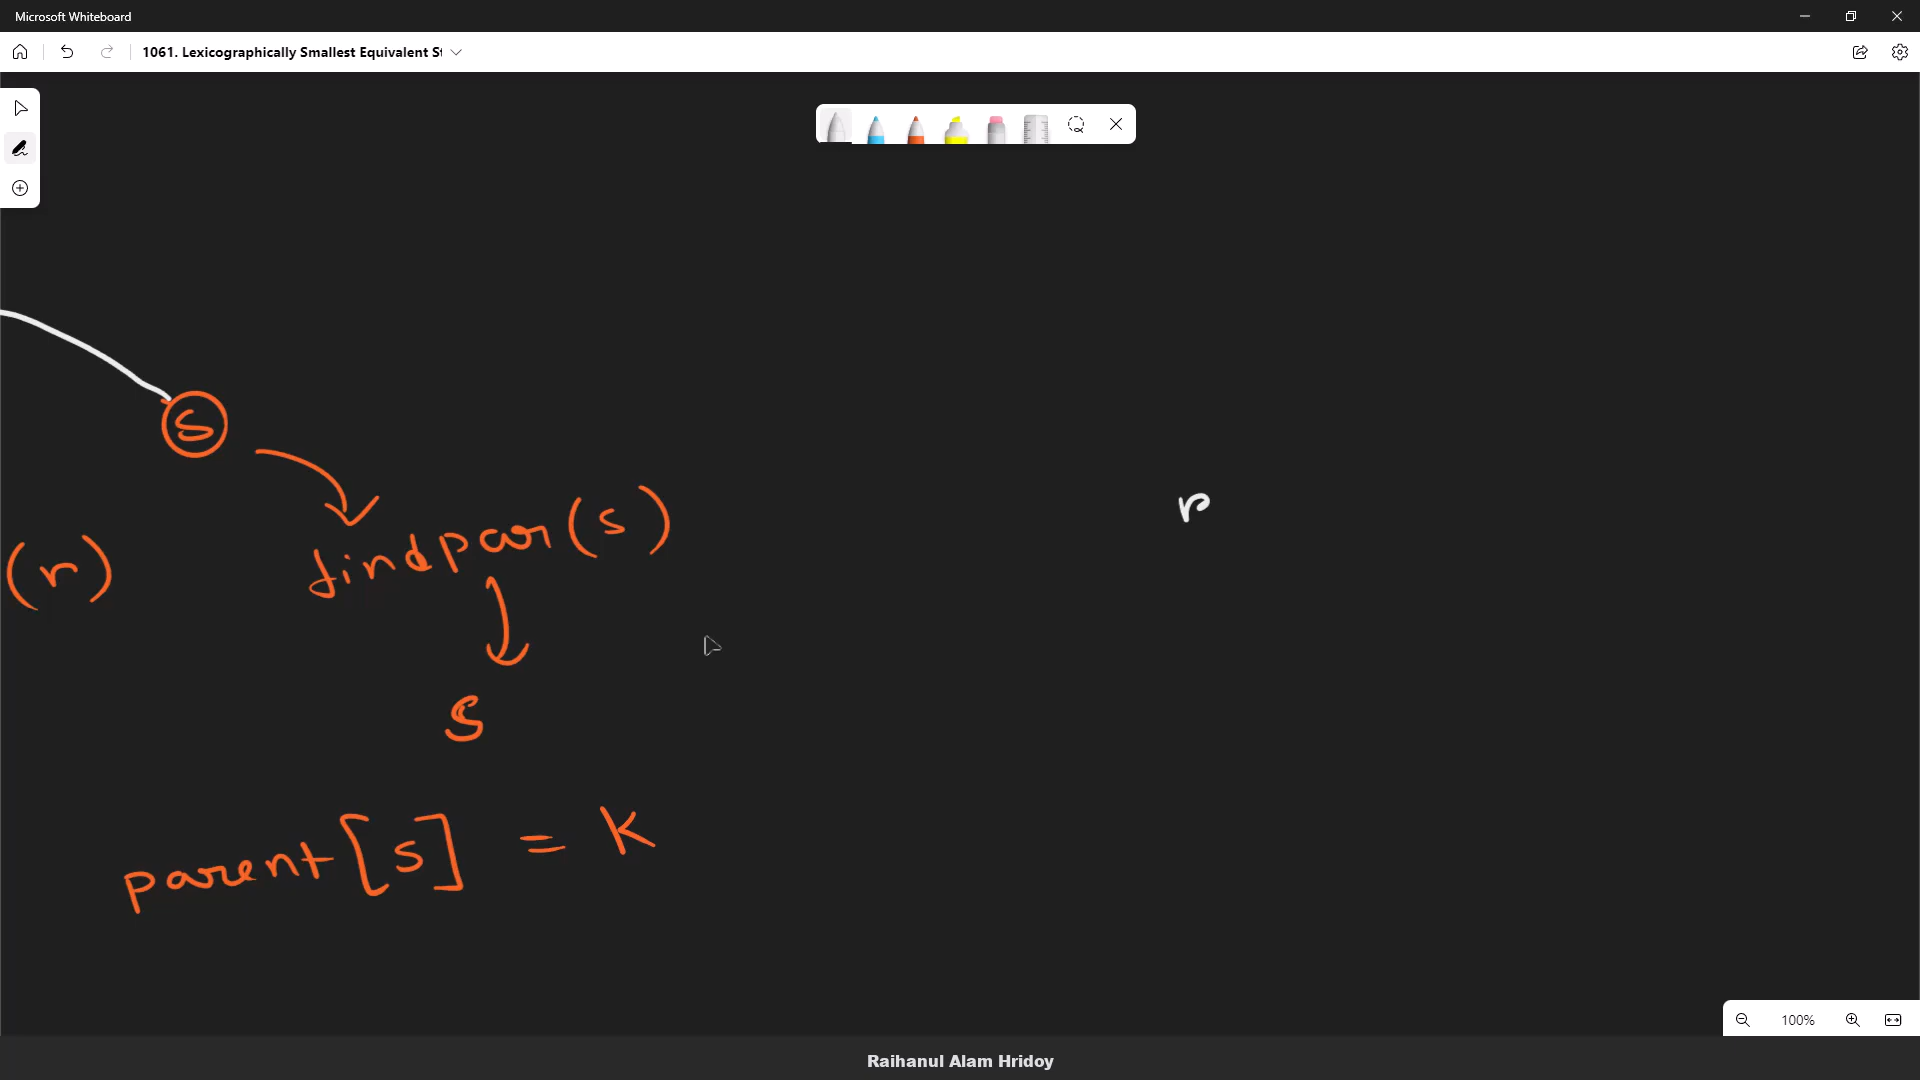 Microsoft Whiteboard
1061. Lexicographically Smallest Equivalent St
s
r
findpar(s)
(r)
s
parent[s] = k
100%
Raihanul Alam Hridoy